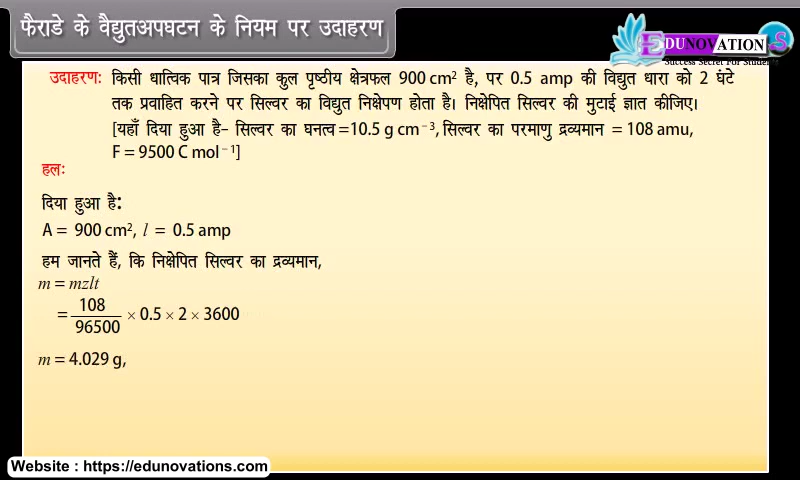 फैराडे के वैद्युतअपघटन के नियम पर उदाहरण
EDUNOVATION.S
Success Secret For Students
उदाहरण: किसी धात्विक पात्र जिसका कुल पृष्ठीय क्षेत्रफल 900 cm² है, पर 0.5 amp की विद्युत धारा को 2 घंटे
तक प्रवाहित करने पर सिल्वर का विद्युत निक्षेपण होता है। निक्षेपित सिल्वर की मुटाई ज्ञात कीजिए।
[यहाँ दिया हुआ है- सिल्वर का घनत्व =10.5 g cm⁻³, सिल्वर का परमाणु द्रव्यमान = 108 amu,
F = 9500 C mol⁻¹]
हल:
दिया हुआ है:
A = 900 cm², l = 0.5 amp
हम जानते हैं, कि निक्षेपित सिल्वर का द्रव्यमान,
m = mzlt
= 108/96500 × 0.5 × 2 × 3600
m = 4.029 g,
Website : https://edunovations.com